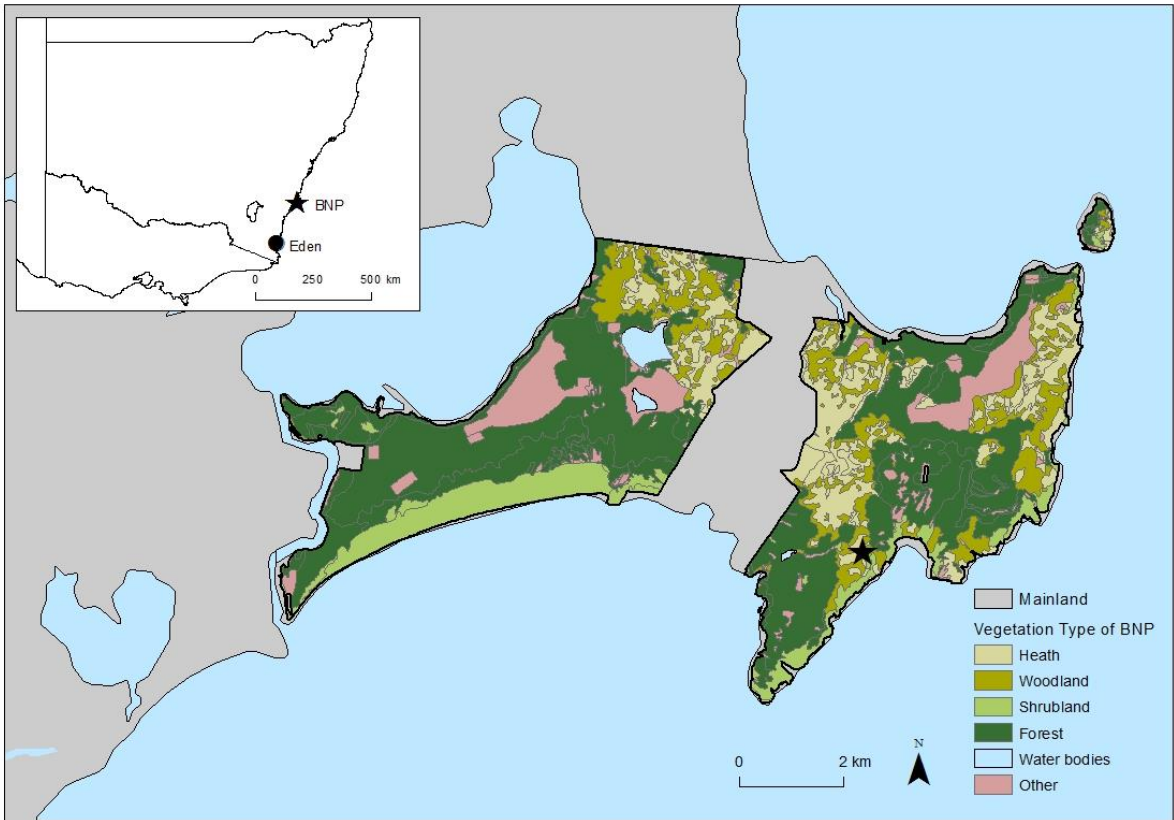 BNP
Eden
0 250 500 km
Mainland
Vegetation Type of BNP
Heath
Woodland
Shrubland
Forest
Water bodies
Other
0 2 km
N